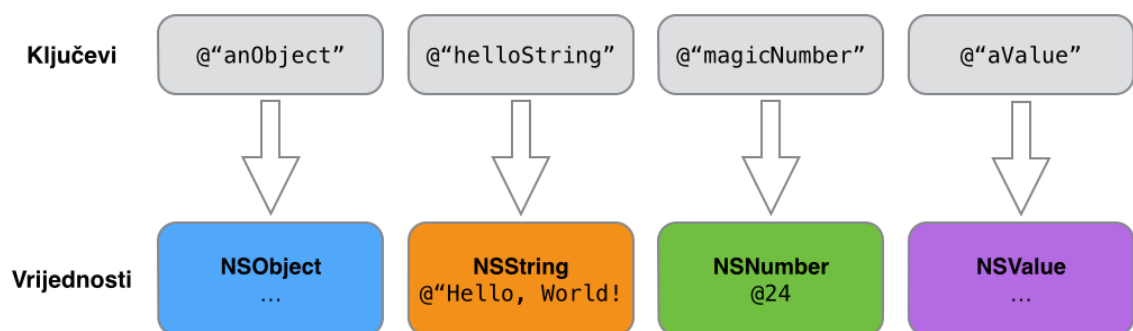 Ključevi
@“anObject”
@“helloString”
@“magicNumber”
@“aValue”
Vrijednosti
NSObject
...
NSString
@“Hello, World!
NSNumber
@24
NSValue
...